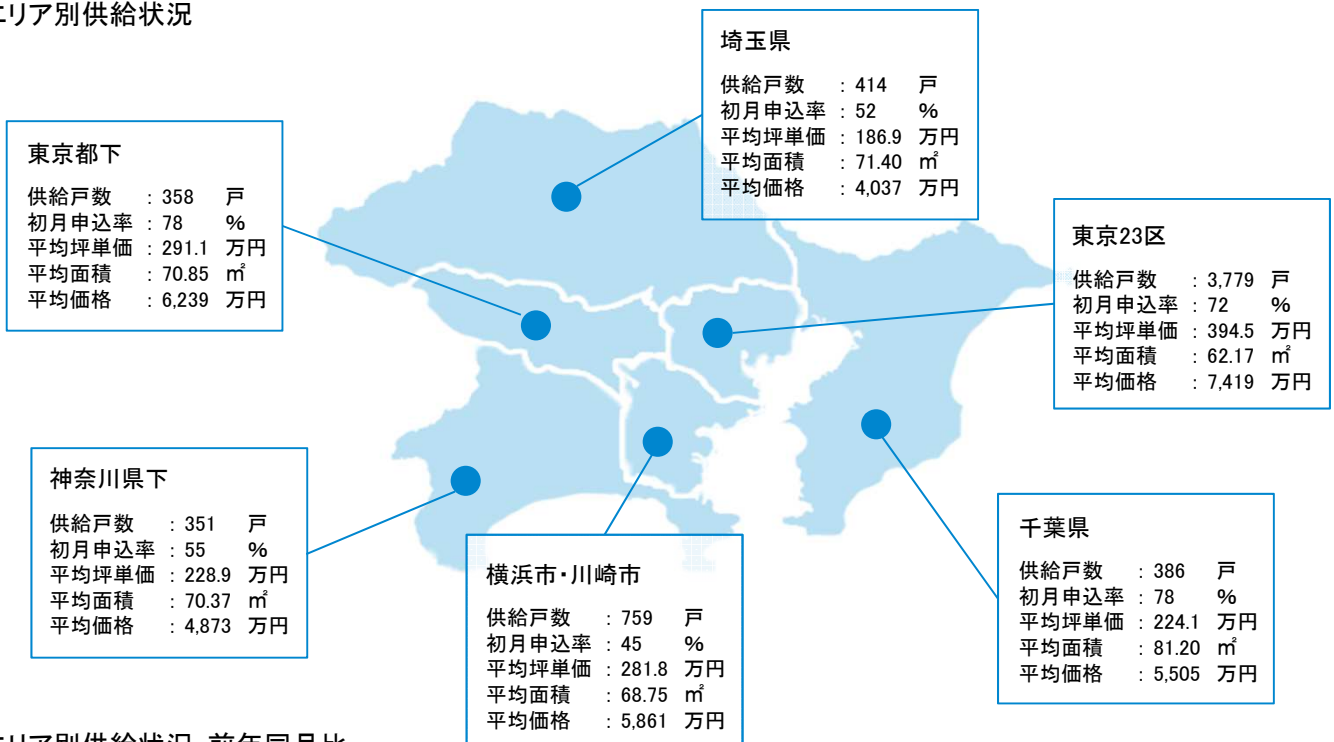 エリア別供給状況
埼玉県
供給戸数 : 414 戸
初月申込率 : 52 %
平均坪単価 : 186.9 万円
平均面積 : 71.40 ㎡
平均価格 : 4,037 万円
東京都下
供給戸数 : 358 戸
初月申込率 : 78 %
平均坪単価 : 291.1 万円
平均面積 : 70.85 ㎡
平均価格 : 6,239 万円
東京23区
供給戸数 : 3,779 戸
初月申込率 : 72 %
平均坪単価 : 394.5 万円
平均面積 : 62.17 ㎡
平均価格 : 7,419 万円
神奈川県下
供給戸数 : 351 戸
初月申込率 : 55 %
平均坪単価 : 228.9 万円
平均面積 : 70.37 ㎡
平均価格 : 4,873 万円
横浜市・川崎市
供給戸数 : 759 戸
初月申込率 : 45 %
平均坪単価 : 281.8 万円
平均面積 : 68.75 ㎡
平均価格 : 5,861 万円
千葉県
供給戸数 : 386 戸
初月申込率 : 78 %
平均坪単価 : 224.1 万円
平均面積 : 81.20 ㎡
平均価格 : 5,505 万円
エリア別供給状況 前年同月比